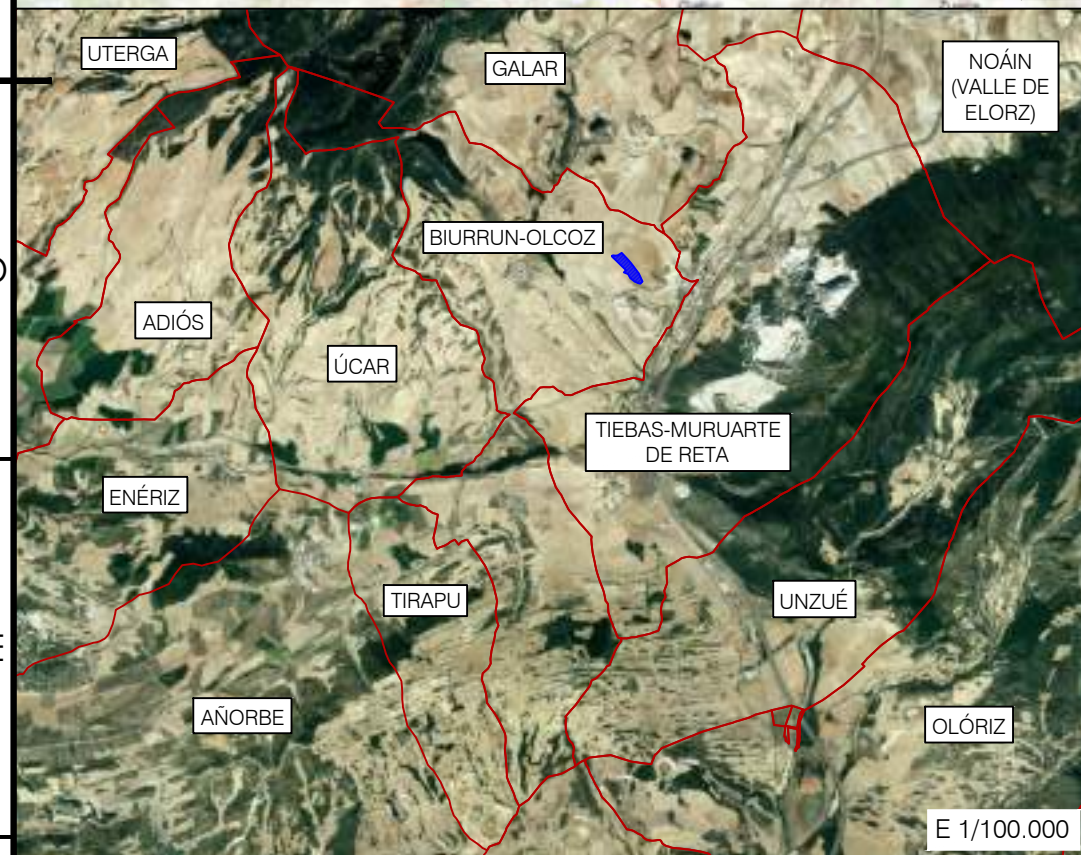 UTERGA
GALAR
NOÁIN
(VALLE DE
ELORZ)
BIURRUN-OLCOZ
ADIÓS
ÚCAR
TIEBAS-MURUARTE
DE RETA
ENÉRIZ
TIRAPU
UNZUÉ
AÑORBE
OLÓRIZ
E 1/100.000